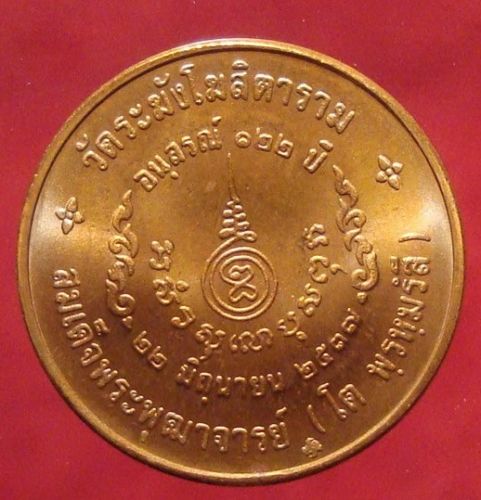 วัดระฆังโฆสิตาราม
อนุสรณ์ ๑๒๒ ปี
๒๒ มิถุนายน ๒๕๓๗
สมเด็จพระพุฒาจารย์ (โต พฺรหฺมรํสี)